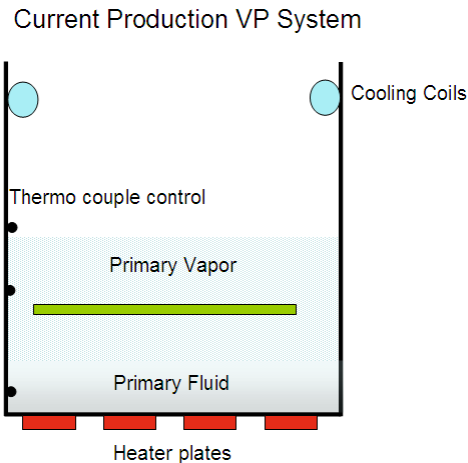 Current Production VP System
Cooling Coils
Thermo couple control
Primary Vapor
Primary Fluid
Heater plates